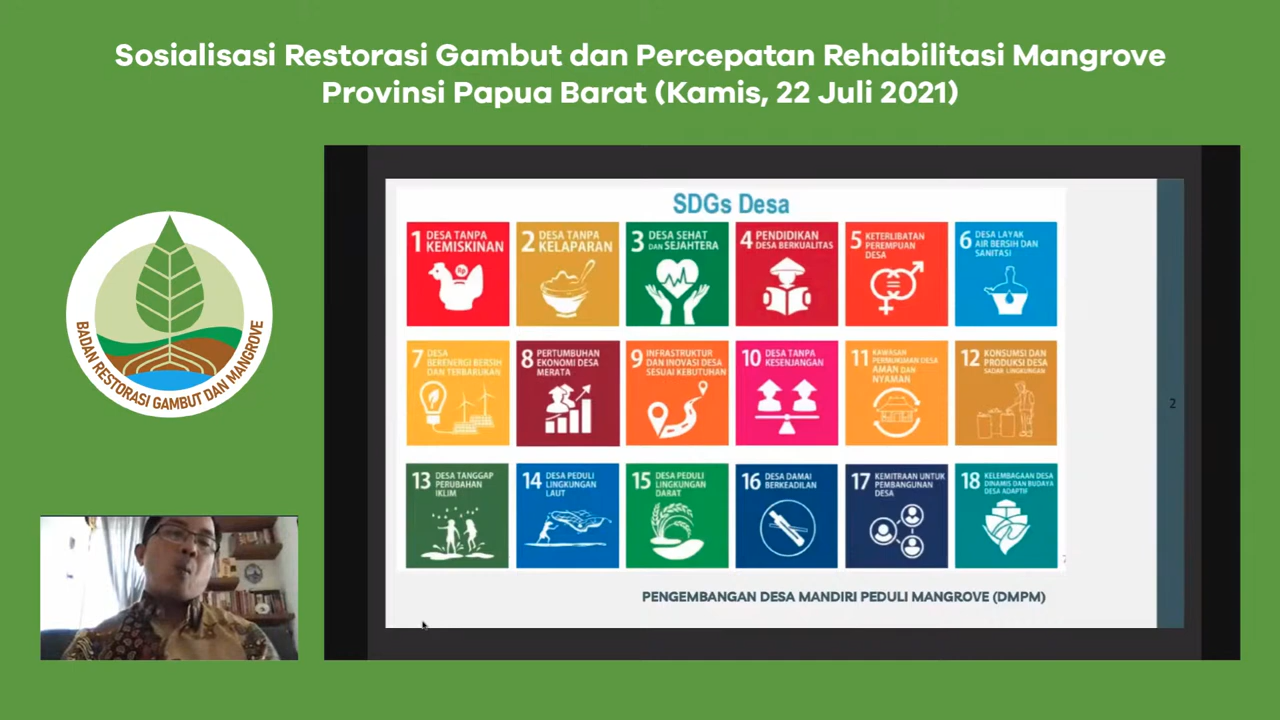 Sosialisasi Restorasi Gambut dan Percepatan Rehabilitasi Mangrove
Provinsi Papua Barat (Kamis, 22 Juli 2021)
BADAN RESTORASI GAMBUT DAN MANGROVE
SDGs Desa
1 DESA TANPA
KEMISKINAN
2 DESA TANPA
KELAPARAN
3 DESA SEHAT
DAN SEJAHTERA
4 PENDIDIKAN
DESA BERKUALITAS
5 KETERLIBATAN
PEREMPUAN
DESA
6 DESA LAYAK
AIR BERSIH DAN
SANITASI
7 DESA
BERENERGI BERSIH
DAN TERBARUKAN
8 PERTUMBUHAN
EKONOMI DESA
MERATA
9 INFRASTRUKTUR
DAN INOVASI DESA
SESUAI KEBUTUHAN
10 DESA TANPA
KESENJANGAN
11 KAWASAN
PERMUKIMAN DESA
AMAN DAN
NYAMAN
12 KONSUMSI DAN
PRODUKSI DESA
SADAR LINGKUNGAN
13 DESA TANGGAP
PERUBAHAN
IKLIM
14 DESA PEDULI
LINGKUNGAN
LAUT
15 DESA PEDULI
LINGKUNGAN
DARAT
16 DESA DAMAI
BERKEADILAN
17 KEMITRAAN UNTUK
PEMBANGUNAN
DESA
18 KELEMBAGAAN DESA
DINAMIS DAN BUDAYA
DESA ADAPTIF
2
PENGEMBANGAN DESA MANDIRI PEDULI MANGROVE (DMPM)